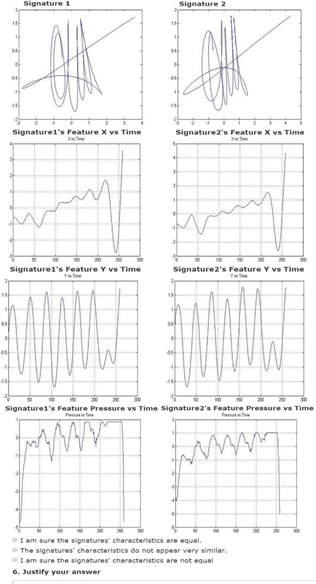 Signature 1 Signature 2
Signature1's Feature X vs Time Signature2's Feature X vs Time
X vs Time X vs Time
Signature1's Feature Y vs Time Signature2's Feature Y vs Time
Y vs Time Y vs Time
Signature1's Feature Pressure vs Time Signature2's Feature Pressure vs Time
Pressure vs Time Pressure vs Time
I am sure the signatures' characteristics are equal.
The signatures' characteristics do not appear very similar.
I am sure the signatures' characteristics are not equal
6. Justify your answer